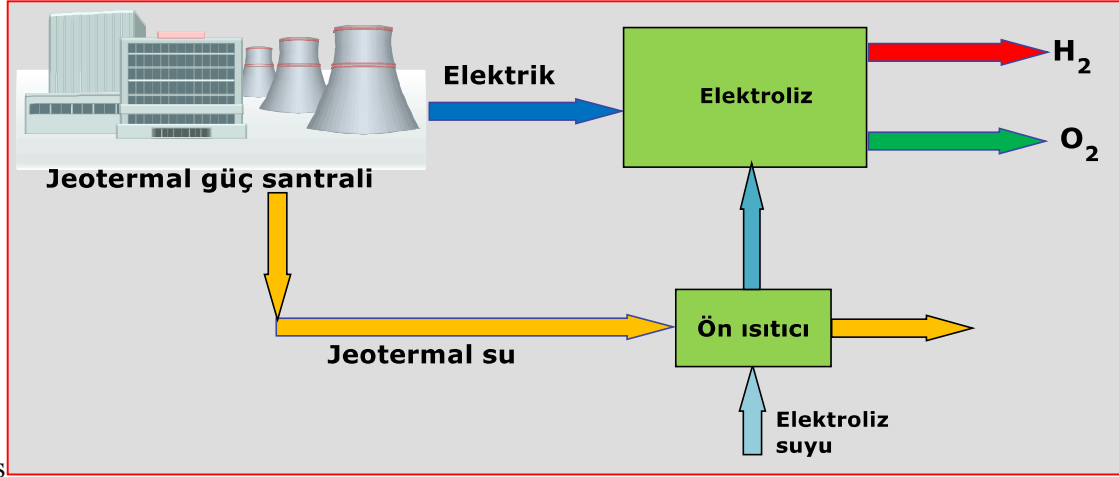 Elektrik
Elektroliz
H2
O2
Jeotermal güç santrali
Ön ısıtıcı
Jeotermal su
Elektroliz
suyu
s